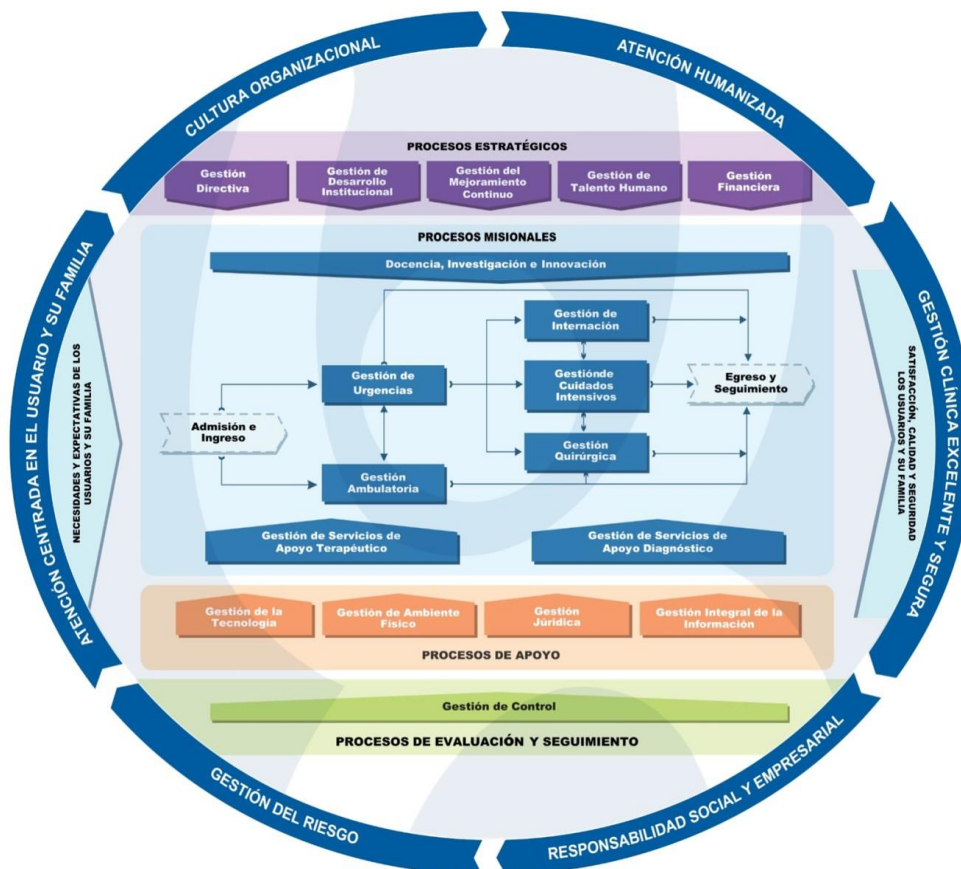 CULTURA ORGANIZACIONAL
ATENCIÓN HUMANIZADA
PROCESOS ESTRATÉGICOS
Gestión
Directiva
Gestión de
Desarrollo
Institucional
Gestión del
Mejoramiento
Continuo
Gestión de
Talento Humano
Gestión
Financiera
ATENCIÓN CENTRADA EN EL USUARIO Y SU FAMILIA
NECESIDADES Y EXPECTATIVAS DE LOS
USUARIOS Y SU FAMILIA
PROCESOS MISIONALES
Docencia, Investigación e Innovación
Admisión e
Ingreso
Gestión de
Urgencias
Gestión
Ambulatoria
Gestión de
Internación
Gestiónde
Cuidados
Intensivos
Gestión
Quirúrgica
Egreso y
Seguimiento
Gestión de Servicios de
Apoyo Terapéutico
Gestión de Servicios de
Apoyo Diagnóstico
SATISFACCIÓN, CALIDAD Y SEGURIDAD
LOS USUARIOS Y SU FAMILIA
GESTIÓN CLÍNICA EXCELENTE Y SEGURA
Gestión de la
Tecnología
Gestión de Ambiente
Físico
Gestión
Júridica
Gestión Integral de la
Información
PROCESOS DE APOYO
Gestión de Control
PROCESOS DE EVALUACIÓN Y SEGUIMIENTO
GESTIÓN DEL RIESGO
RESPONSABILIDAD SOCIAL Y EMPRESARIAL